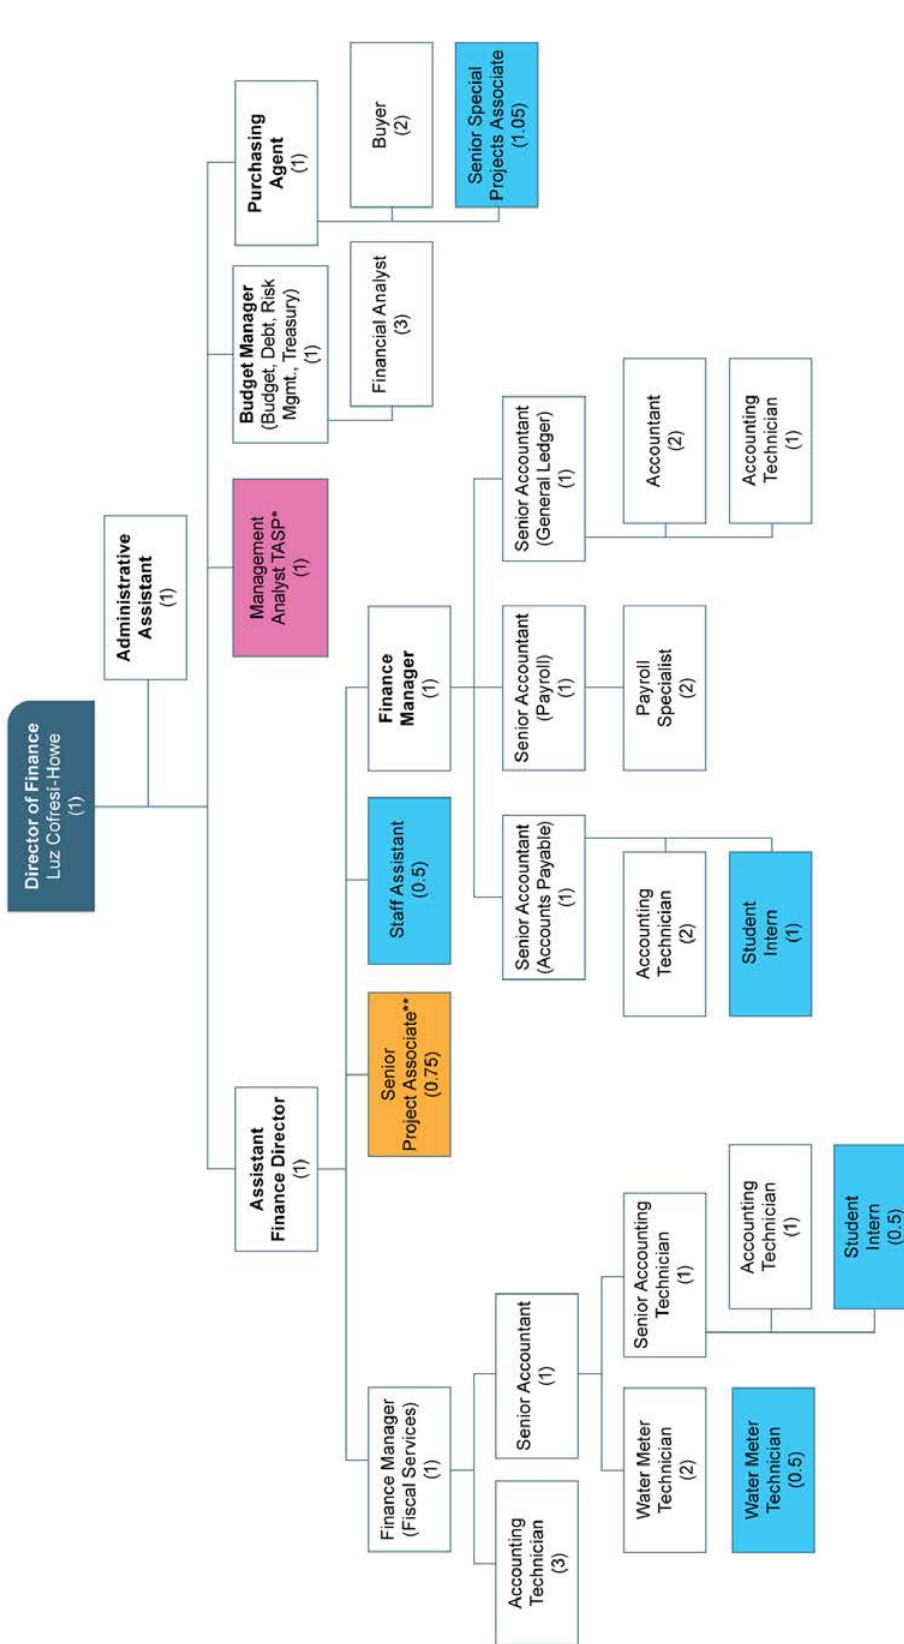 Director of Finance
Luz Cofresi-Howe
(1)
Administrative
Assistant
(1)
Assistant
Finance Director
(1)
Management
Analyst TASP*
(1)
Budget Manager
(Budget, Debt, Risk
Mgmt., Treasury)
(1)
Purchasing
Agent
(1)
Financial Analyst
(3)
Buyer
(2)
Senior Special
Projects Associate
(1.05)
Finance Manager
(Fiscal Services)
(1)
Senior
Project Associate**
(0.75)
Staff Assistant
(0.5)
Finance
Manager
(1)
Accounting
Technician
(3)
Senior Accountant
(1)
Senior Accountant
(Accounts Payable)
(1)
Senior Accountant
(Payroll)
(1)
Senior Accountant
(General Ledger)
(1)
Water Meter
Technician
(2)
Senior Accounting
Technician
(1)
Accounting
Technician
(2)
Payroll
Specialist
(2)
Accountant
(2)
Water Meter
Technician
(0.5)
Accounting
Technician
(1)
Student
Intern
(1)
Accounting
Technician
(1)
Student
Intern
(0.5)